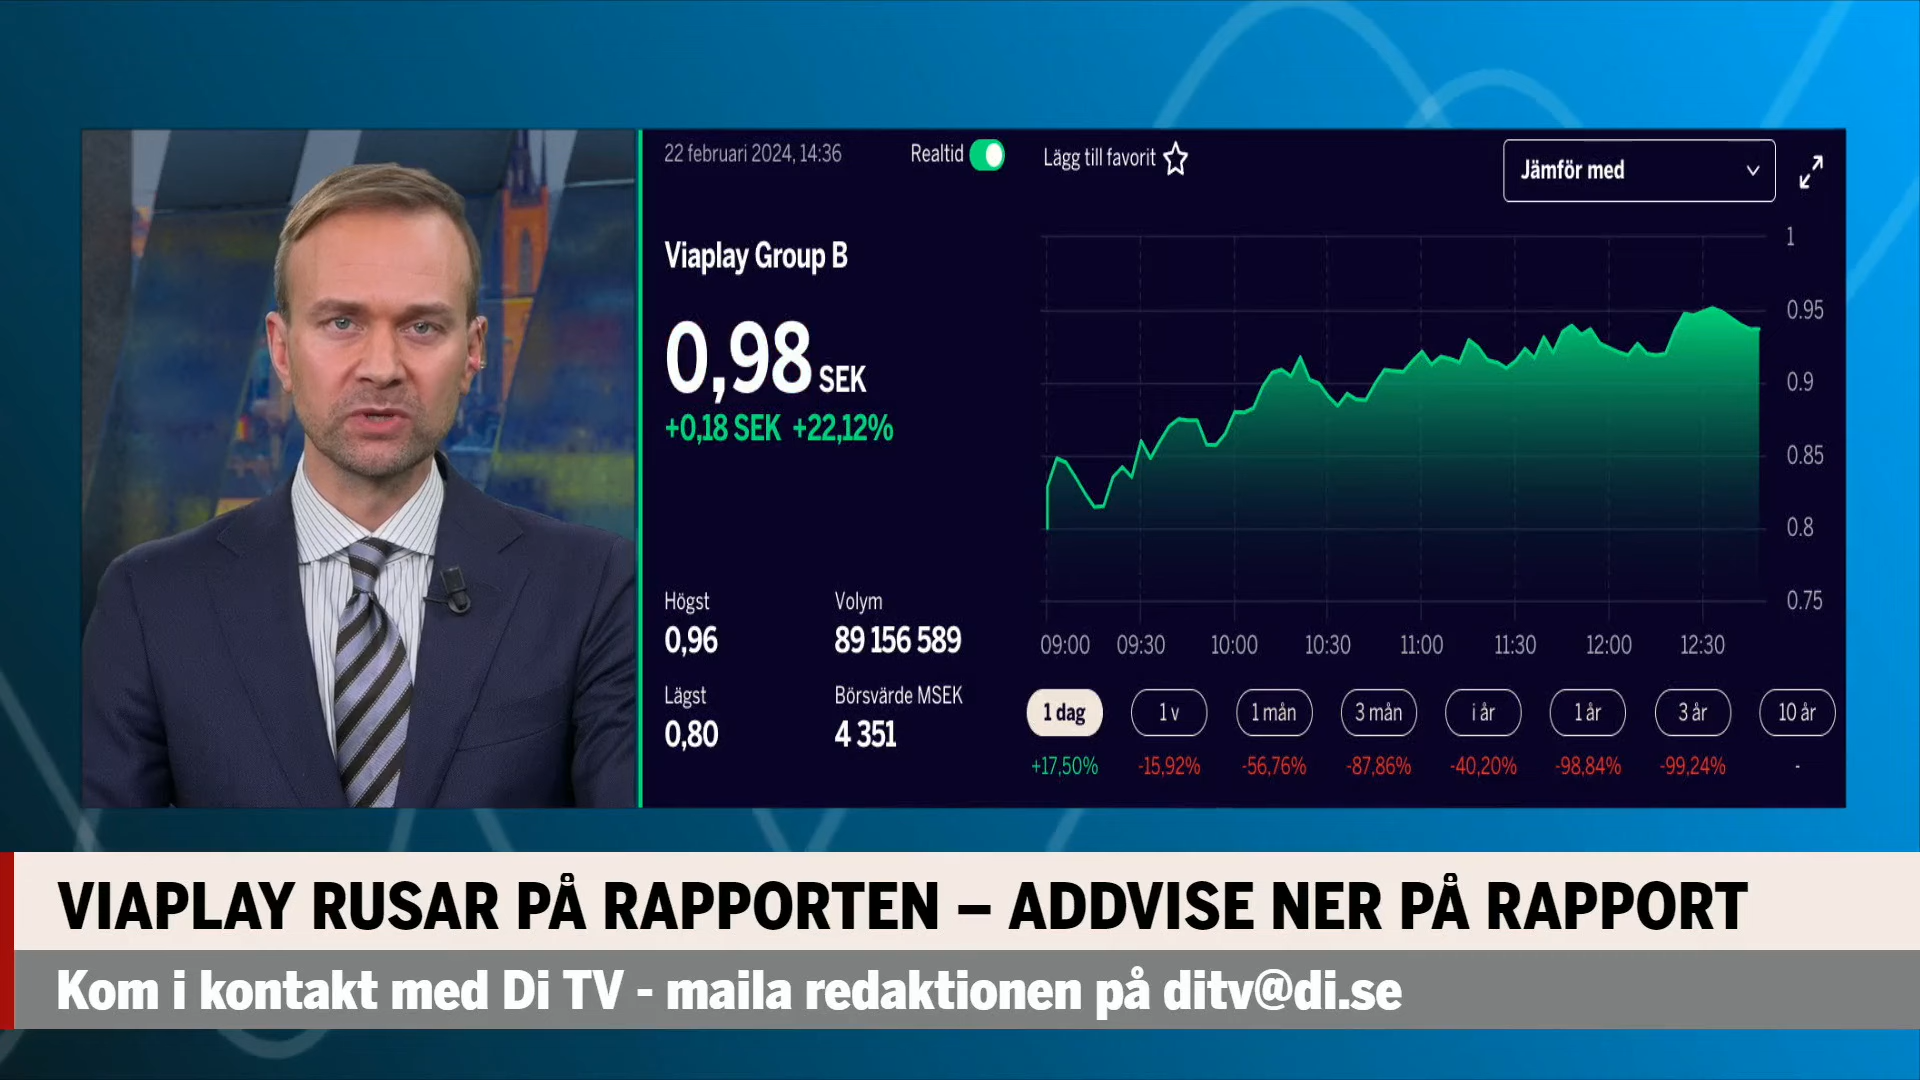 22 februari 2024, 14:36
Realtid
Lägg till favorit
Jämför med
Viaplay Group B
0,98 SEK
+0,18 SEK +22,12%
Högst
0,96
Volym
89 156 589
Lägst
0,80
Börsvärde MSEK
4 351
1
0.95
0.9
0.85
0.8
0.75
09:00 09:30 10:00 10:30 11:00 11:30 12:00 12:30
1 dag 1 v 1 mån 3 mån i år 1 år 3 år 10 år
+17,50% -15,92% -56,76% -87,86% -40,20% -98,84% -99,24% -
VIAPLAY RUSAR PÅ RAPPORTEN – ADDVISE NER PÅ RAPPORT
Kom i kontakt med Di TV - maila redaktionen på ditv@di.se